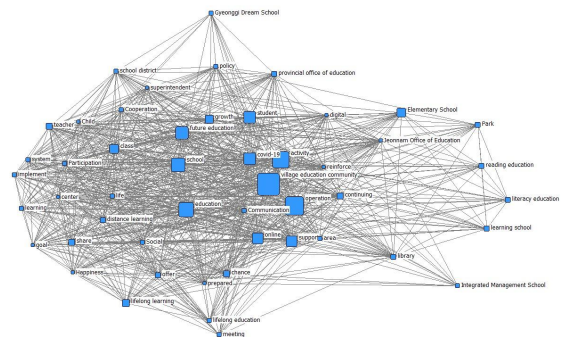 Gyeonggi Dream School
policy
school district
provincial office of education
superintendent
Cooperation
growth
student
digital
Elementary School
Child
teacher
future education
Park
class
Jeonnam Office of Education
covid-19
activity
system
Participation
school
reinforce
reading education
implement
village education community
center
life
continuing
literacy education
learning
education
operation
Communication
distance learning
learning school
online
support
area
goal
share
Social
library
Happiness
offer
chance
prepared
Integrated Management School
lifelong learning
lifelong education
meeting